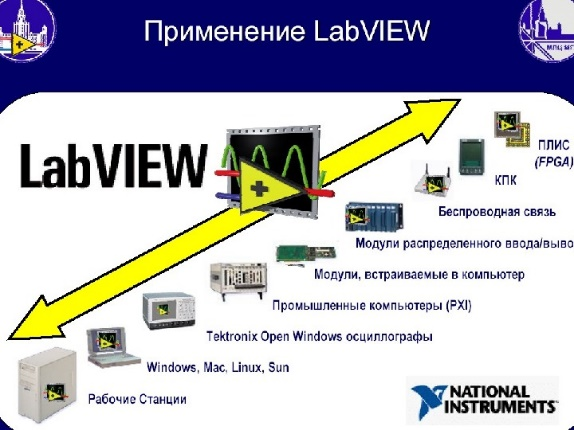 Применение LabVIEW
LabVIEW
ПЛИС
(FPGA)
КПК
Беспроводная связь
Модули распределенного ввода/выво
Модули, встраиваемые в компьютер
Промышленные компьютеры (PXI)
Tektronix Open Windows осциллографы
Windows, Mac, Linux, Sun
Рабочие Станции
NATIONAL
INSTRUMENTS